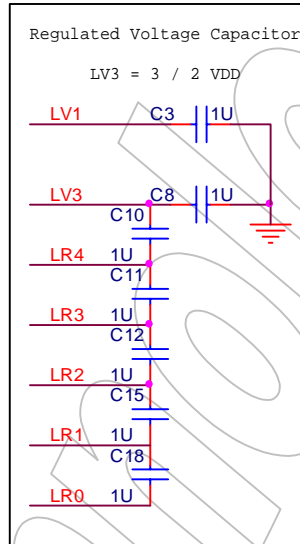 Regulated Voltage Capacitor
LV3 = 3 / 2 VDD
LV1 C3 1U
LV3 C8 1U
C10
LR4 1U
C11
LR3 1U
C12
LR2 1U
C15
LR1 1U
C18
LR0 1U